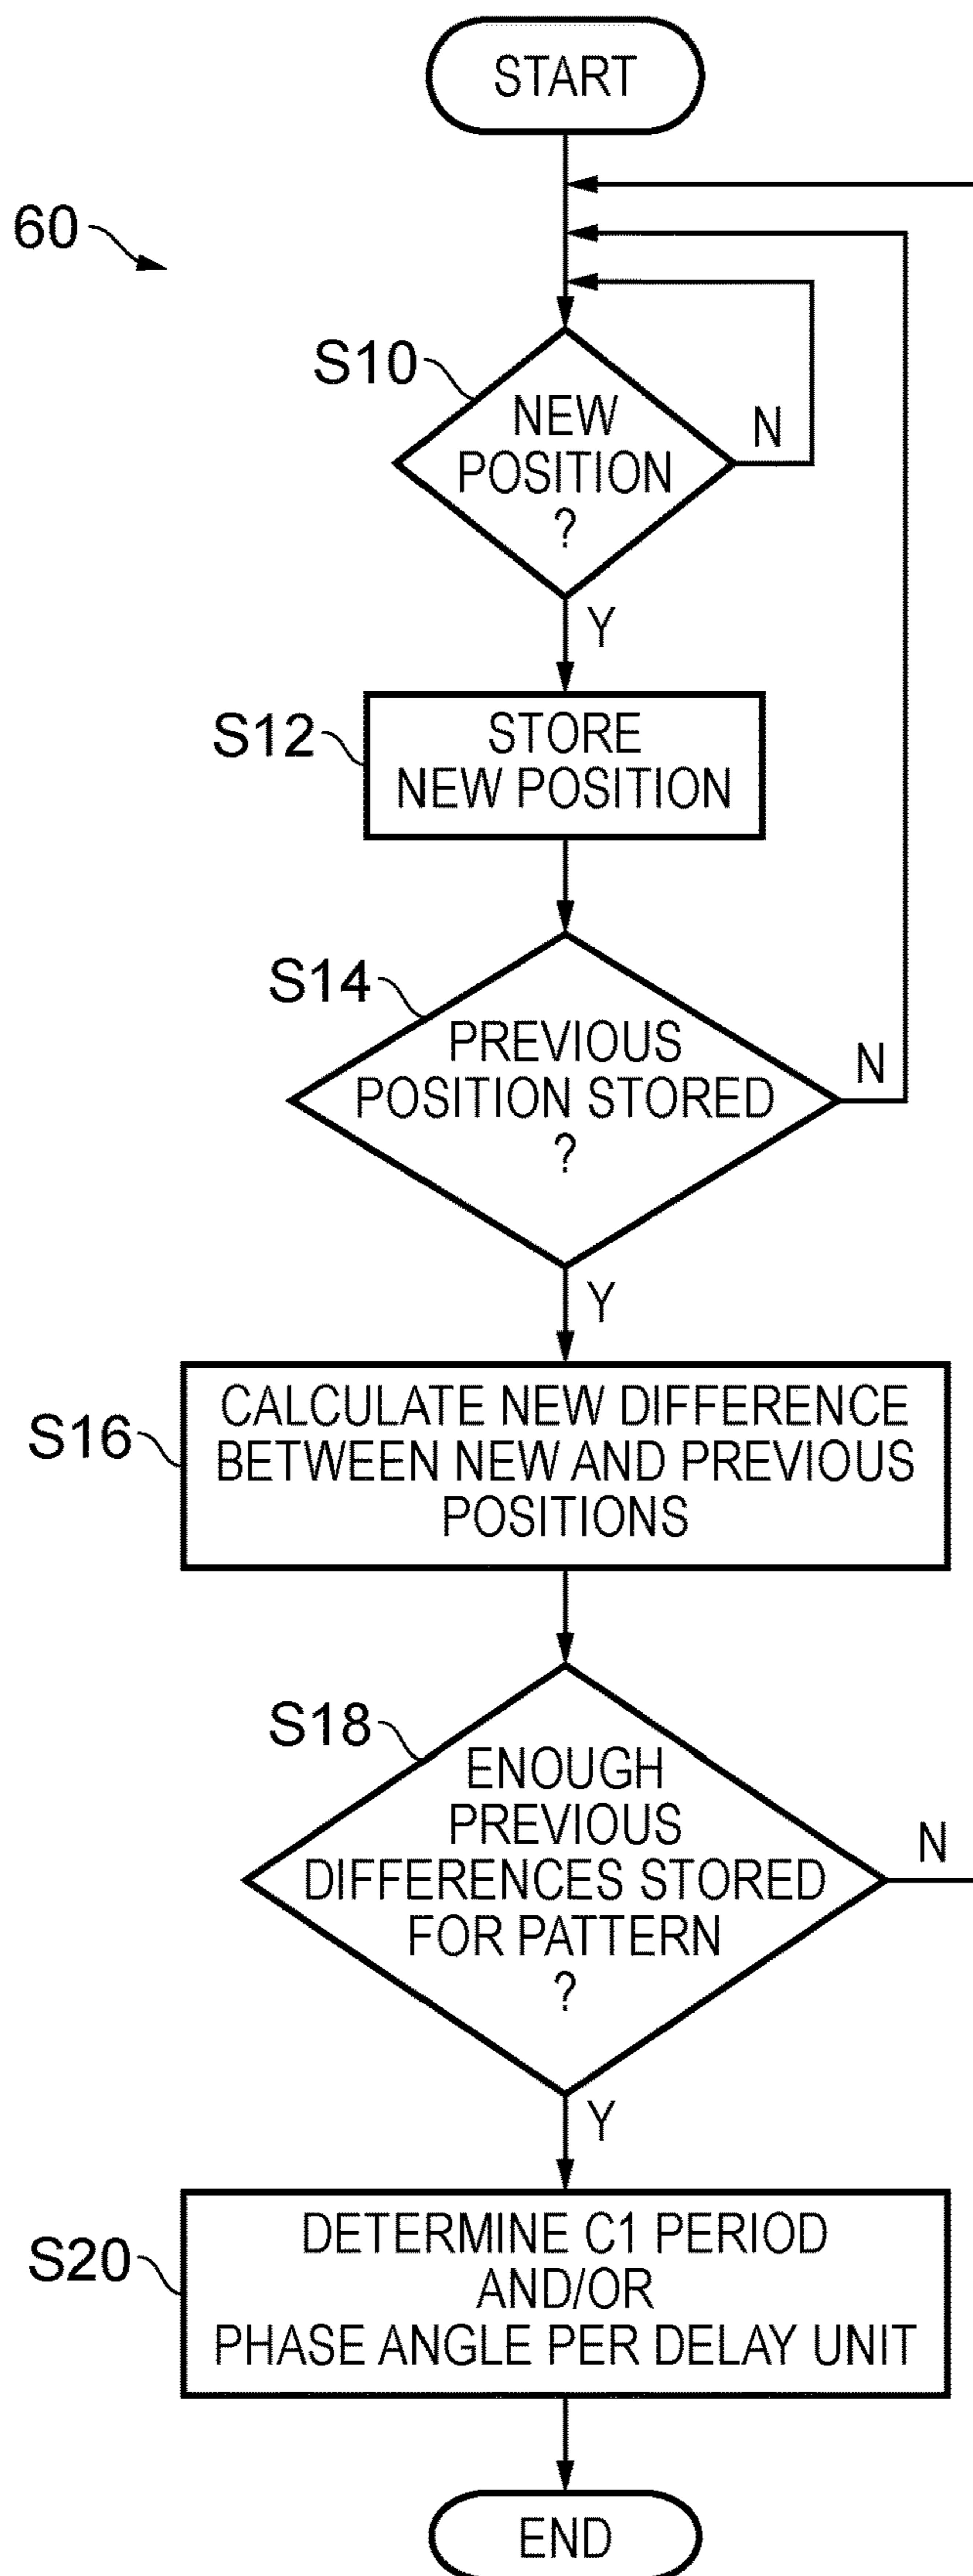 START
60
S10
NEW
POSITION
?
N
Y
S12
STORE
NEW POSITION
S14
PREVIOUS
POSITION STORED
?
N
Y
S16
CALCULATE NEW DIFFERENCE
BETWEEN NEW AND PREVIOUS
POSITIONS
S18
ENOUGH
PREVIOUS
DIFFERENCES STORED
FOR PATTERN
?
N
Y
S20
DETERMINE C1 PERIOD
AND/OR
PHASE ANGLE PER DELAY UNIT
END